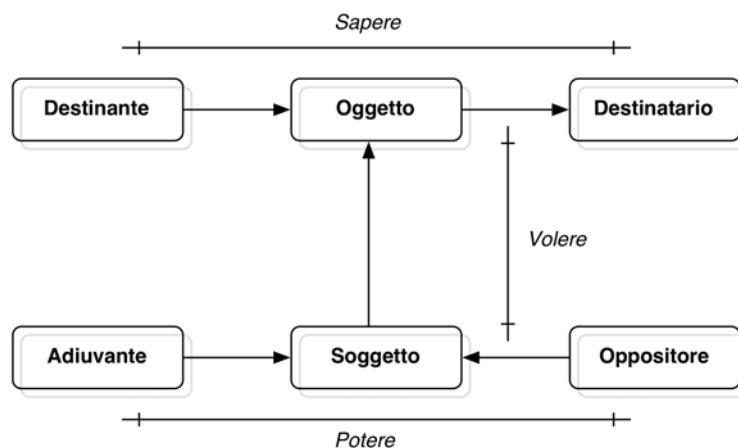 Sapere
Destinante
Oggetto
Destinatario
Volere
Adiuvante
Soggetto
Oppositore
Potere